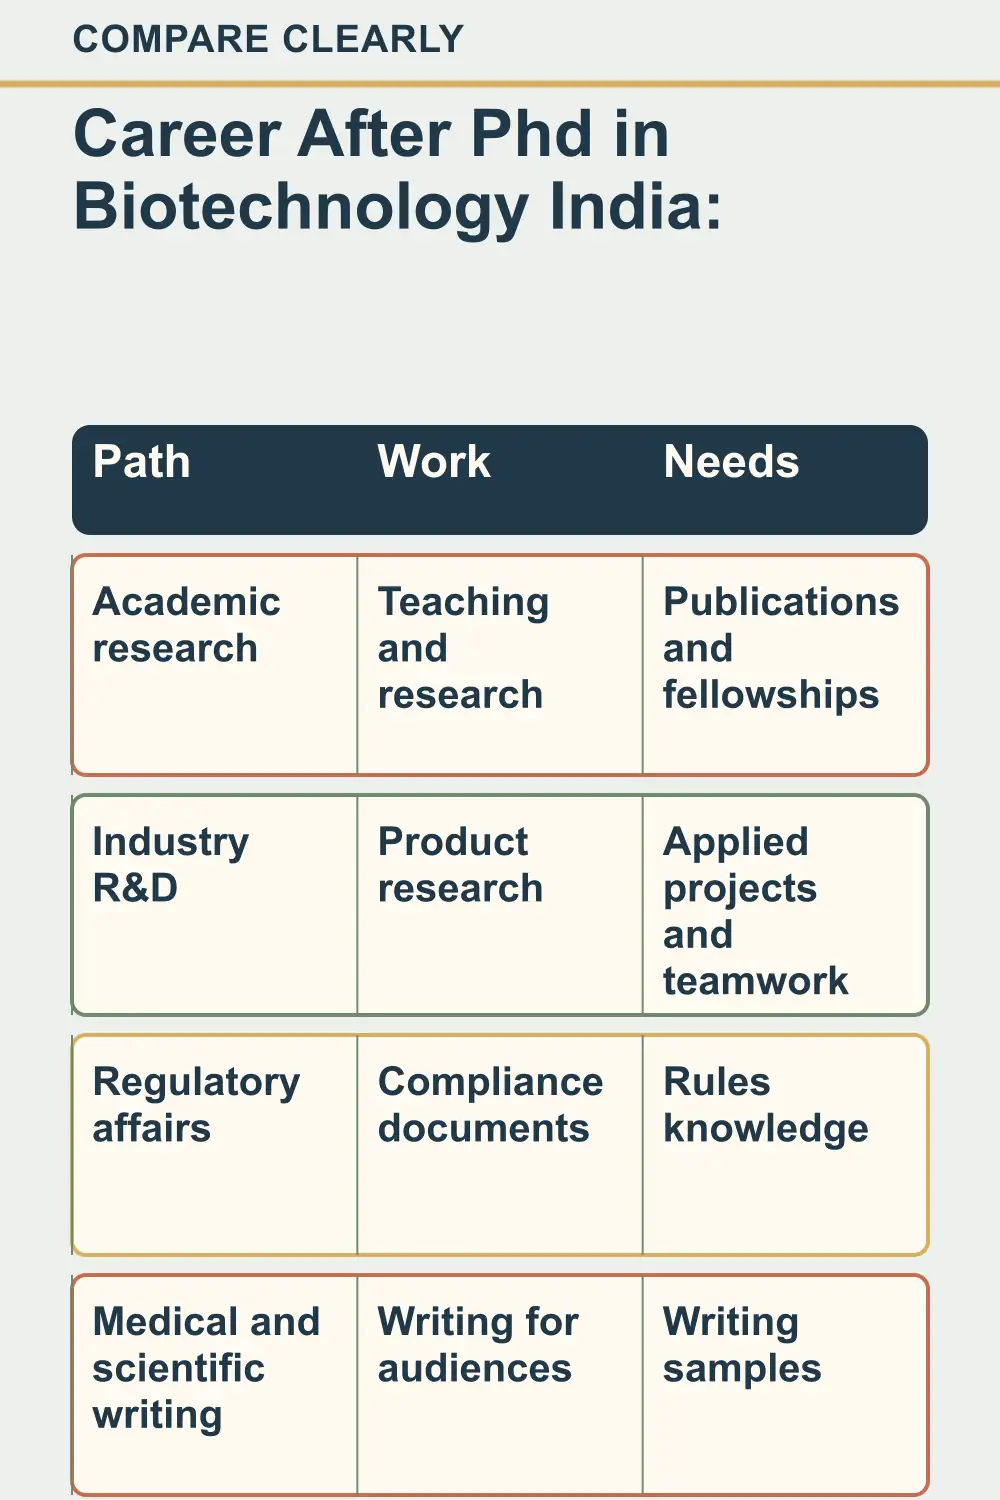 COMPARE CLEARLY
Career After Phd in
Biotechnology India:
Path Work Needs
Academic research
Teaching and research
Publications and fellowships
Industry R&D
Product research
Applied projects and teamwork
Regulatory affairs
Compliance documents
Rules knowledge
Medical and scientific writing
Writing for audiences
Writing samples